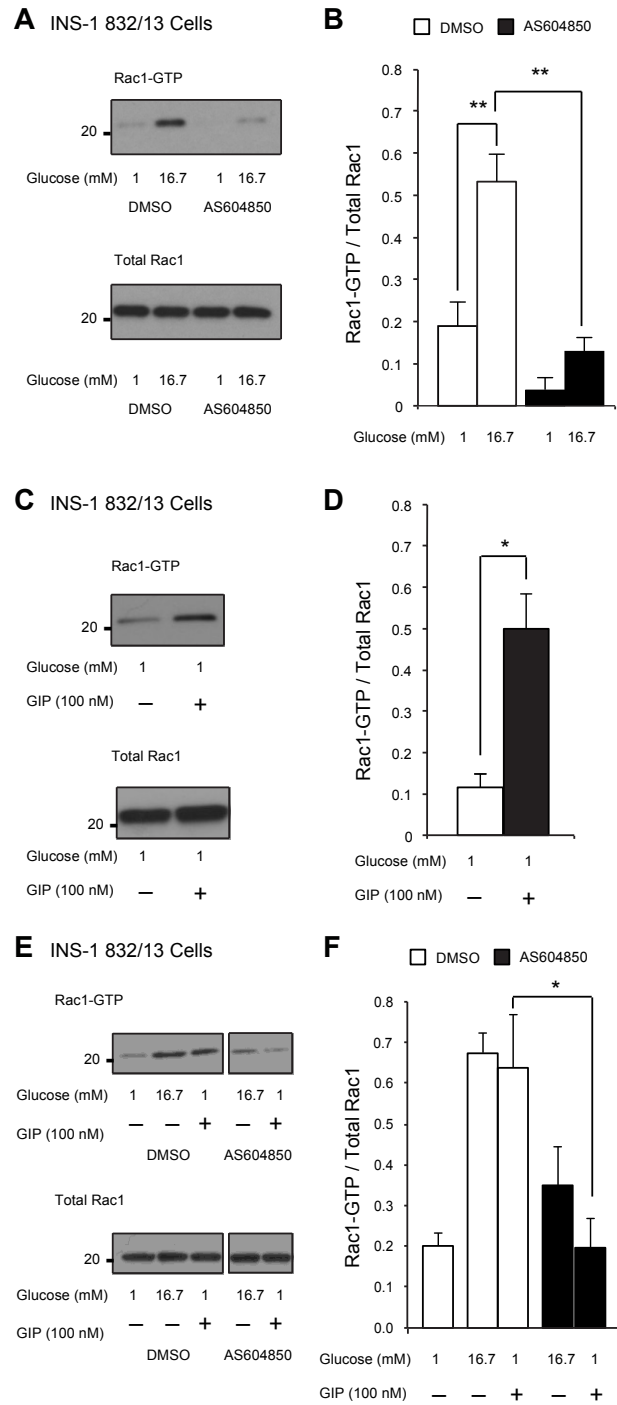 A INS-1 832/13 Cells
Rac1-GTP
20
Glucose (mM) 1 16.7 1 16.7
DMSO AS604850
Total Rac1
20
Glucose (mM) 1 16.7 1 16.7
DMSO AS604850
B
DMSO AS604850
** **
Rac1-GTP / Total Rac1
0.8
0.7
0.6
0.5
0.4
0.3
0.2
0.1
0
Glucose (mM) 1 16.7 1 16.7
C INS-1 832/13 Cells
Rac1-GTP
20
Glucose (mM) 1 1
GIP (100 nM) — +
Total Rac1
20
Glucose (mM) 1 1
GIP (100 nM) — +
D
*
Rac1-GTP / Total Rac1
0.8
0.7
0.6
0.5
0.4
0.3
0.2
0.1
0
Glucose (mM) 1 1
GIP (100 nM) — +
E INS-1 832/13 Cells
Rac1-GTP
20
Glucose (mM) 1 16.7 1 16.7 1
GIP (100 nM) — — + — +
DMSO AS604850
Total Rac1
20
Glucose (mM) 1 16.7 1 16.7 1
GIP (100 nM) — — + — +
DMSO AS604850
F
DMSO AS604850
*
Rac1-GTP / Total Rac1
0.8
0.7
0.6
0.5
0.4
0.3
0.2
0.1
0.0
Glucose (mM) 1 16.7 1 16.7 1
GIP (100 nM) — — + — +